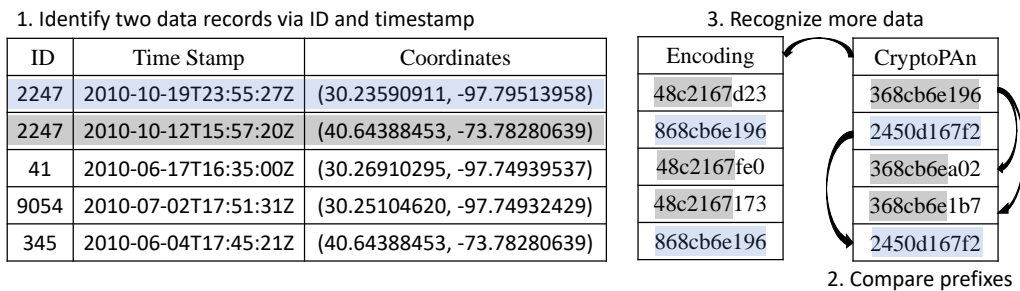 1. Identify two data records via ID and timestamp
3. Recognize more data
ID Time Stamp Coordinates
2247 2010-10-19T23:55:27Z (30.23590911, -97.79513958)
2247 2010-10-12T15:57:20Z (40.64388453, -73.78280639)
41 2010-06-17T16:35:00Z (30.26910295, -97.74939537)
9054 2010-07-02T17:51:31Z (30.25104620, -97.74932429)
345 2010-06-04T17:45:21Z (40.64388453, -73.78280639)
Encoding
48c2167d23
868cb6e196
48c2167fe0
48c2167173
868cb6e196
CryptoPAn
368cb6e196
2450d167f2
368cb6ea02
368cb6e1b7
2450d167f2
2. Compare prefixes